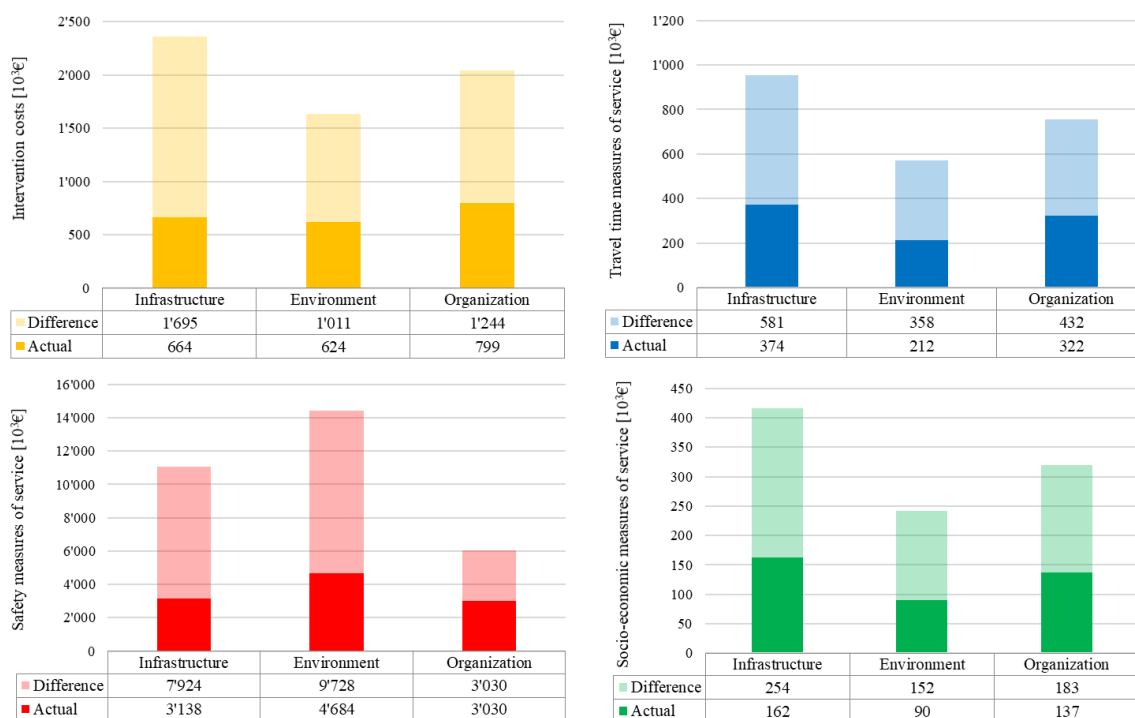 Intervention costs [10³€]
2'500
2'000
1'500
1'000
500
0
Infrastructure Environment Organization
Difference 1'695 1'011 1'244
Actual 664 624 799
Travel time measures of service [10³€]
1'200
1'000
800
600
400
200
0
Infrastructure Environment Organization
Difference 581 358 432
Actual 374 212 322
Safety measures of service [10³€]
16'000
14'000
12'000
10'000
8'000
6'000
4'000
2'000
0
Infrastructure Environment Organization
Difference 7'924 9'728 3'030
Actual 3'138 4'684 3'030
Socio-economic measures of service [10³€]
450
400
350
300
250
200
150
100
50
0
Infrastructure Environment Organization
Difference 254 152 183
Actual 162 90 137